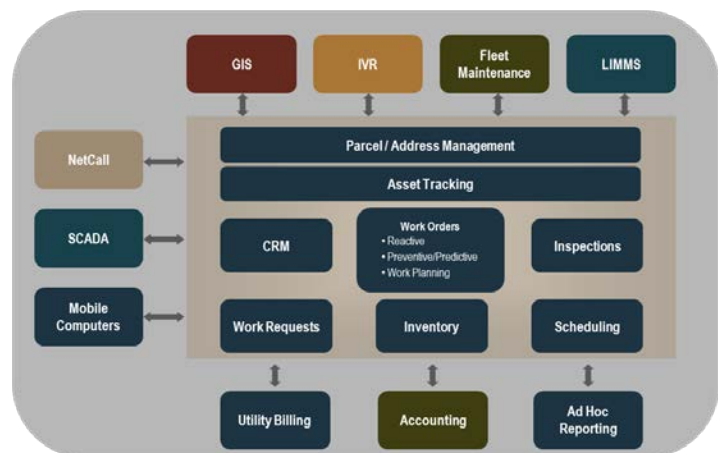 GIS
IVR
Fleet
Maintenance
LIMMS
NetCall
SCADA
Mobile
Computers
Parcel / Address Management
Asset Tracking
CRM
Work Orders
• Reactive
• Preventive/Predictive
• Work Planning
Inspections
Work Requests
Inventory
Scheduling
Utility Billing
Accounting
Ad Hoc
Reporting